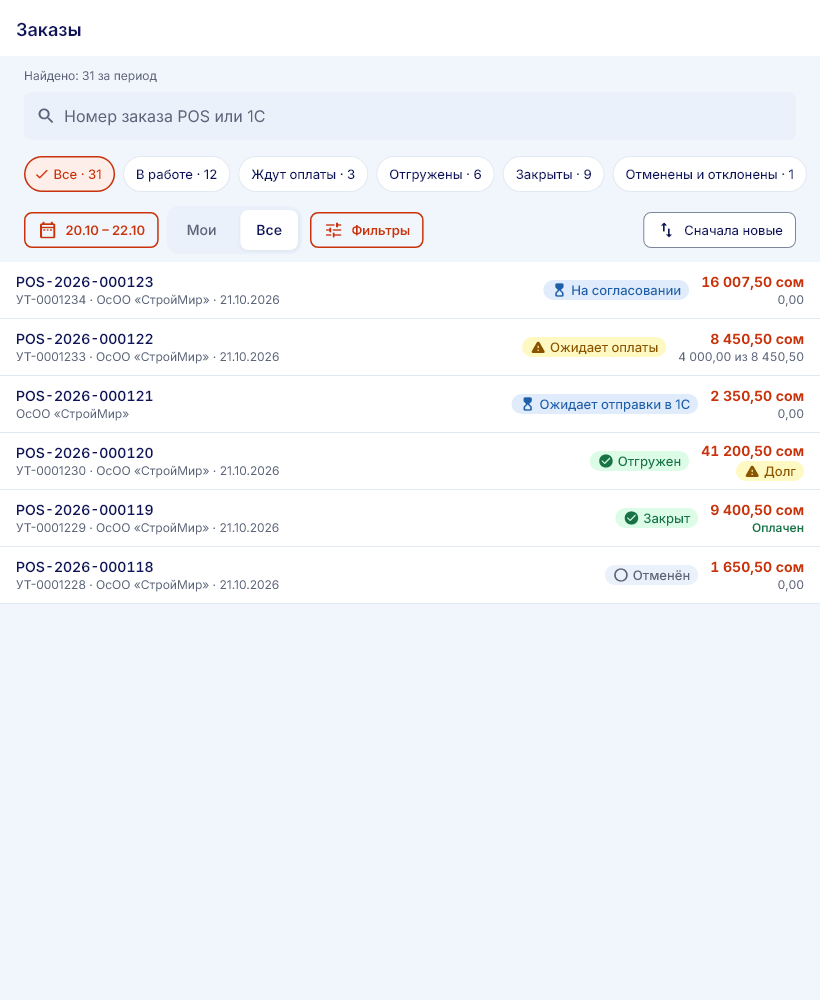 Заказы
Найдено: 31 за период
Номер заказа POS или 1С
Все · 31 В работе · 12 Ждут оплаты · 3 Отгружены · 6 Закрыты · 9 Отменены и отклонены · 1
20.10 – 22.10 Мои Все Фильтры Сначала новые
POS-2026-000123 На согласовании 16 007,50 сом
УТ-0001234 · ОсОО «СтройМир» · 21.10.2026 0,00
POS-2026-000122 Ожидает оплаты 8 450,50 сом
УТ-0001233 · ОсОО «СтройМир» · 21.10.2026 4 000,00 из 8 450,50
POS-2026-000121 Ожидает отправки в 1С 2 350,50 сом
ОсОО «СтройМир» 0,00
POS-2026-000120 Отгружен 41 200,50 сом
УТ-0001230 · ОсОО «СтройМир» · 21.10.2026 Долг
POS-2026-000119 Закрыт 9 400,50 сом
УТ-0001229 · ОсОО «СтройМир» · 21.10.2026 Оплачен
POS-2026-000118 Отменён 1 650,50 сом
УТ-0001228 · ОсОО «СтройМир» · 21.10.2026 0,00